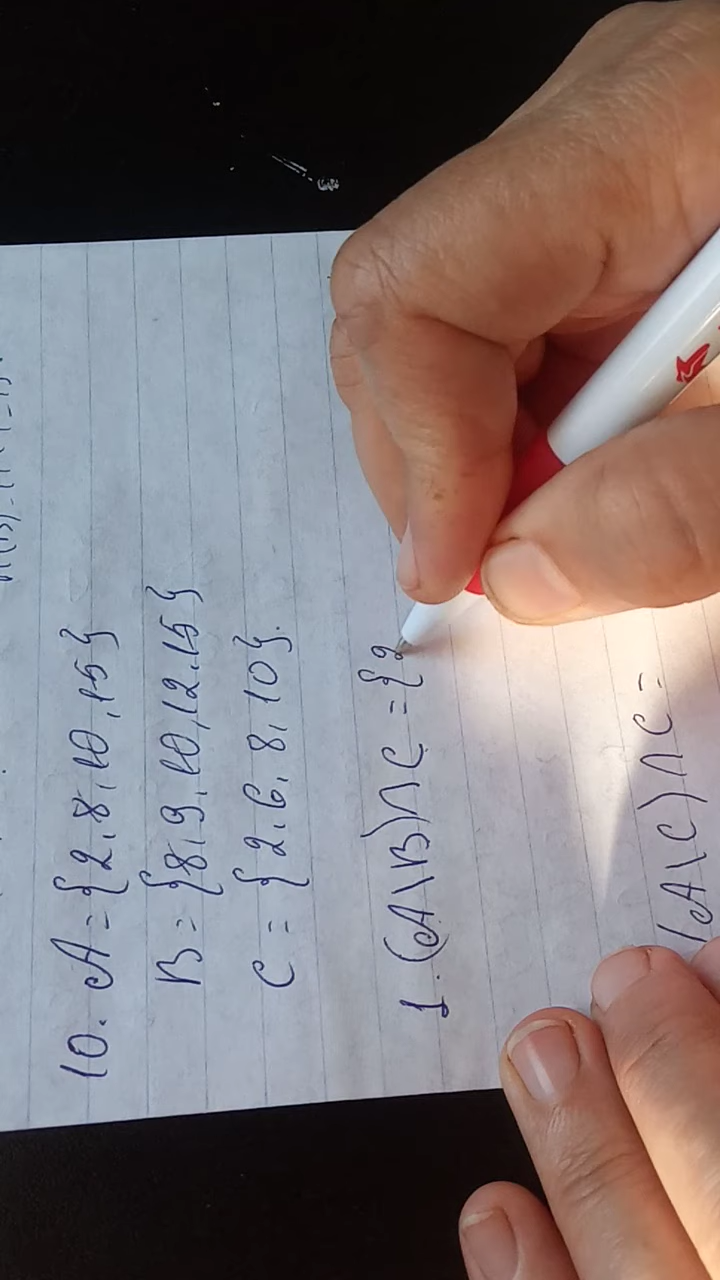 10. A = {2,8,10,15}
B = {8,9,10,12,15}
C = {2,6,8,10}.
1. (A\B)∩C = {2
(A\C)∩C =